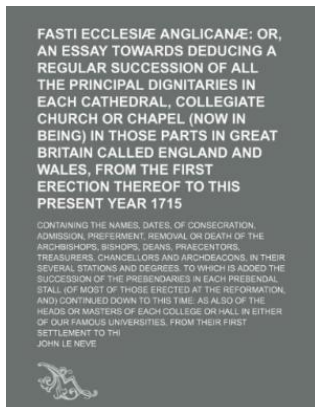 FASTI ECCLESIÆ ANGLICANÆ: OR,
AN ESSAY TOWARDS DEDUCING A
REGULAR SUCCESSION OF ALL
THE PRINCIPAL DIGNITARIES IN
EACH CATHEDRAL, COLLEGIATE
CHURCH OR CHAPEL (NOW IN
BEING) IN THOSE PARTS IN GREAT
BRITAIN CALLED ENGLAND AND
WALES, FROM THE FIRST
ERECTION THEREOF TO THIS
PRESENT YEAR 1715
CONTAINING THE NAMES, DATES, OF CONSECRATION,
ADMISSION, PREFERMENT, REMOVAL OR DEATH OF THE
ARCHBISHOPS, BISHOPS, DEANS, PRAECENTORS,
TREASURERS, CHANCELLORS AND ARCHDEACONS, IN THEIR
SEVERAL STATIONS AND DEGREES. TO WHICH IS ADDED THE
SUCCESSION OF THE PREBENDARIES IN EACH PREBENDAL
STALL (OF MOST OF THOSE ERECTED AT THE REFORMATION,
AND) CONTINUED DOWN TO THIS TIME: AS ALSO OF THE
HEADS OR MASTERS OF EACH COLLEGE OR HALL IN EITHER
OF OUR FAMOUS UNIVERSITIES, FROM THEIR FIRST
SETTLEMENT TO THI
JOHN LE NEVE